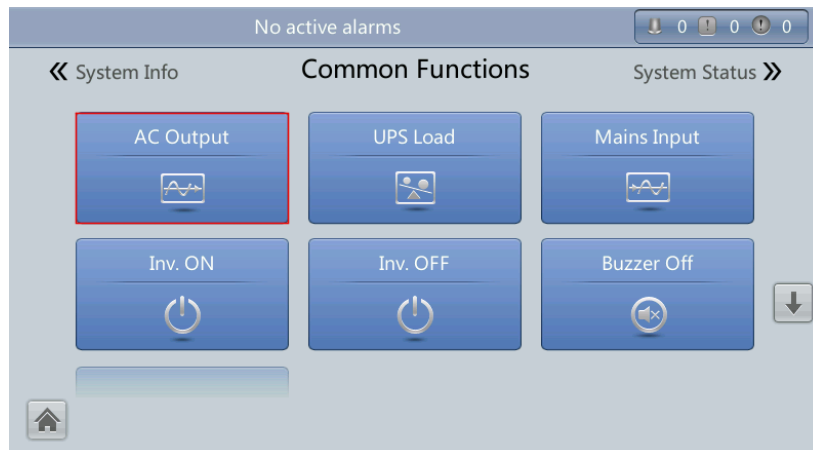 No active alarms 0 0 0
« System Info Common Functions System Status »
AC Output UPS Load Mains Input
Inv. ON Inv. OFF Buzzer Off